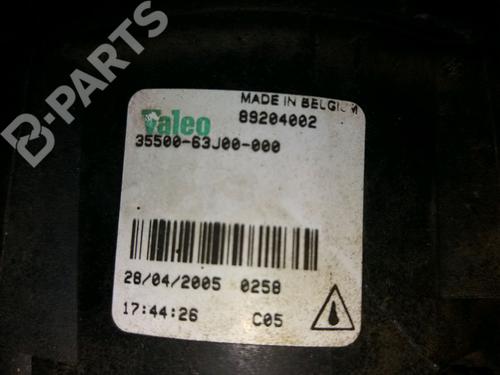 B-PARTS
MADE IN BELGIUM
Valeo 89204002
35500-63J00-000
28/04/2005 0258
17:44:26 C05